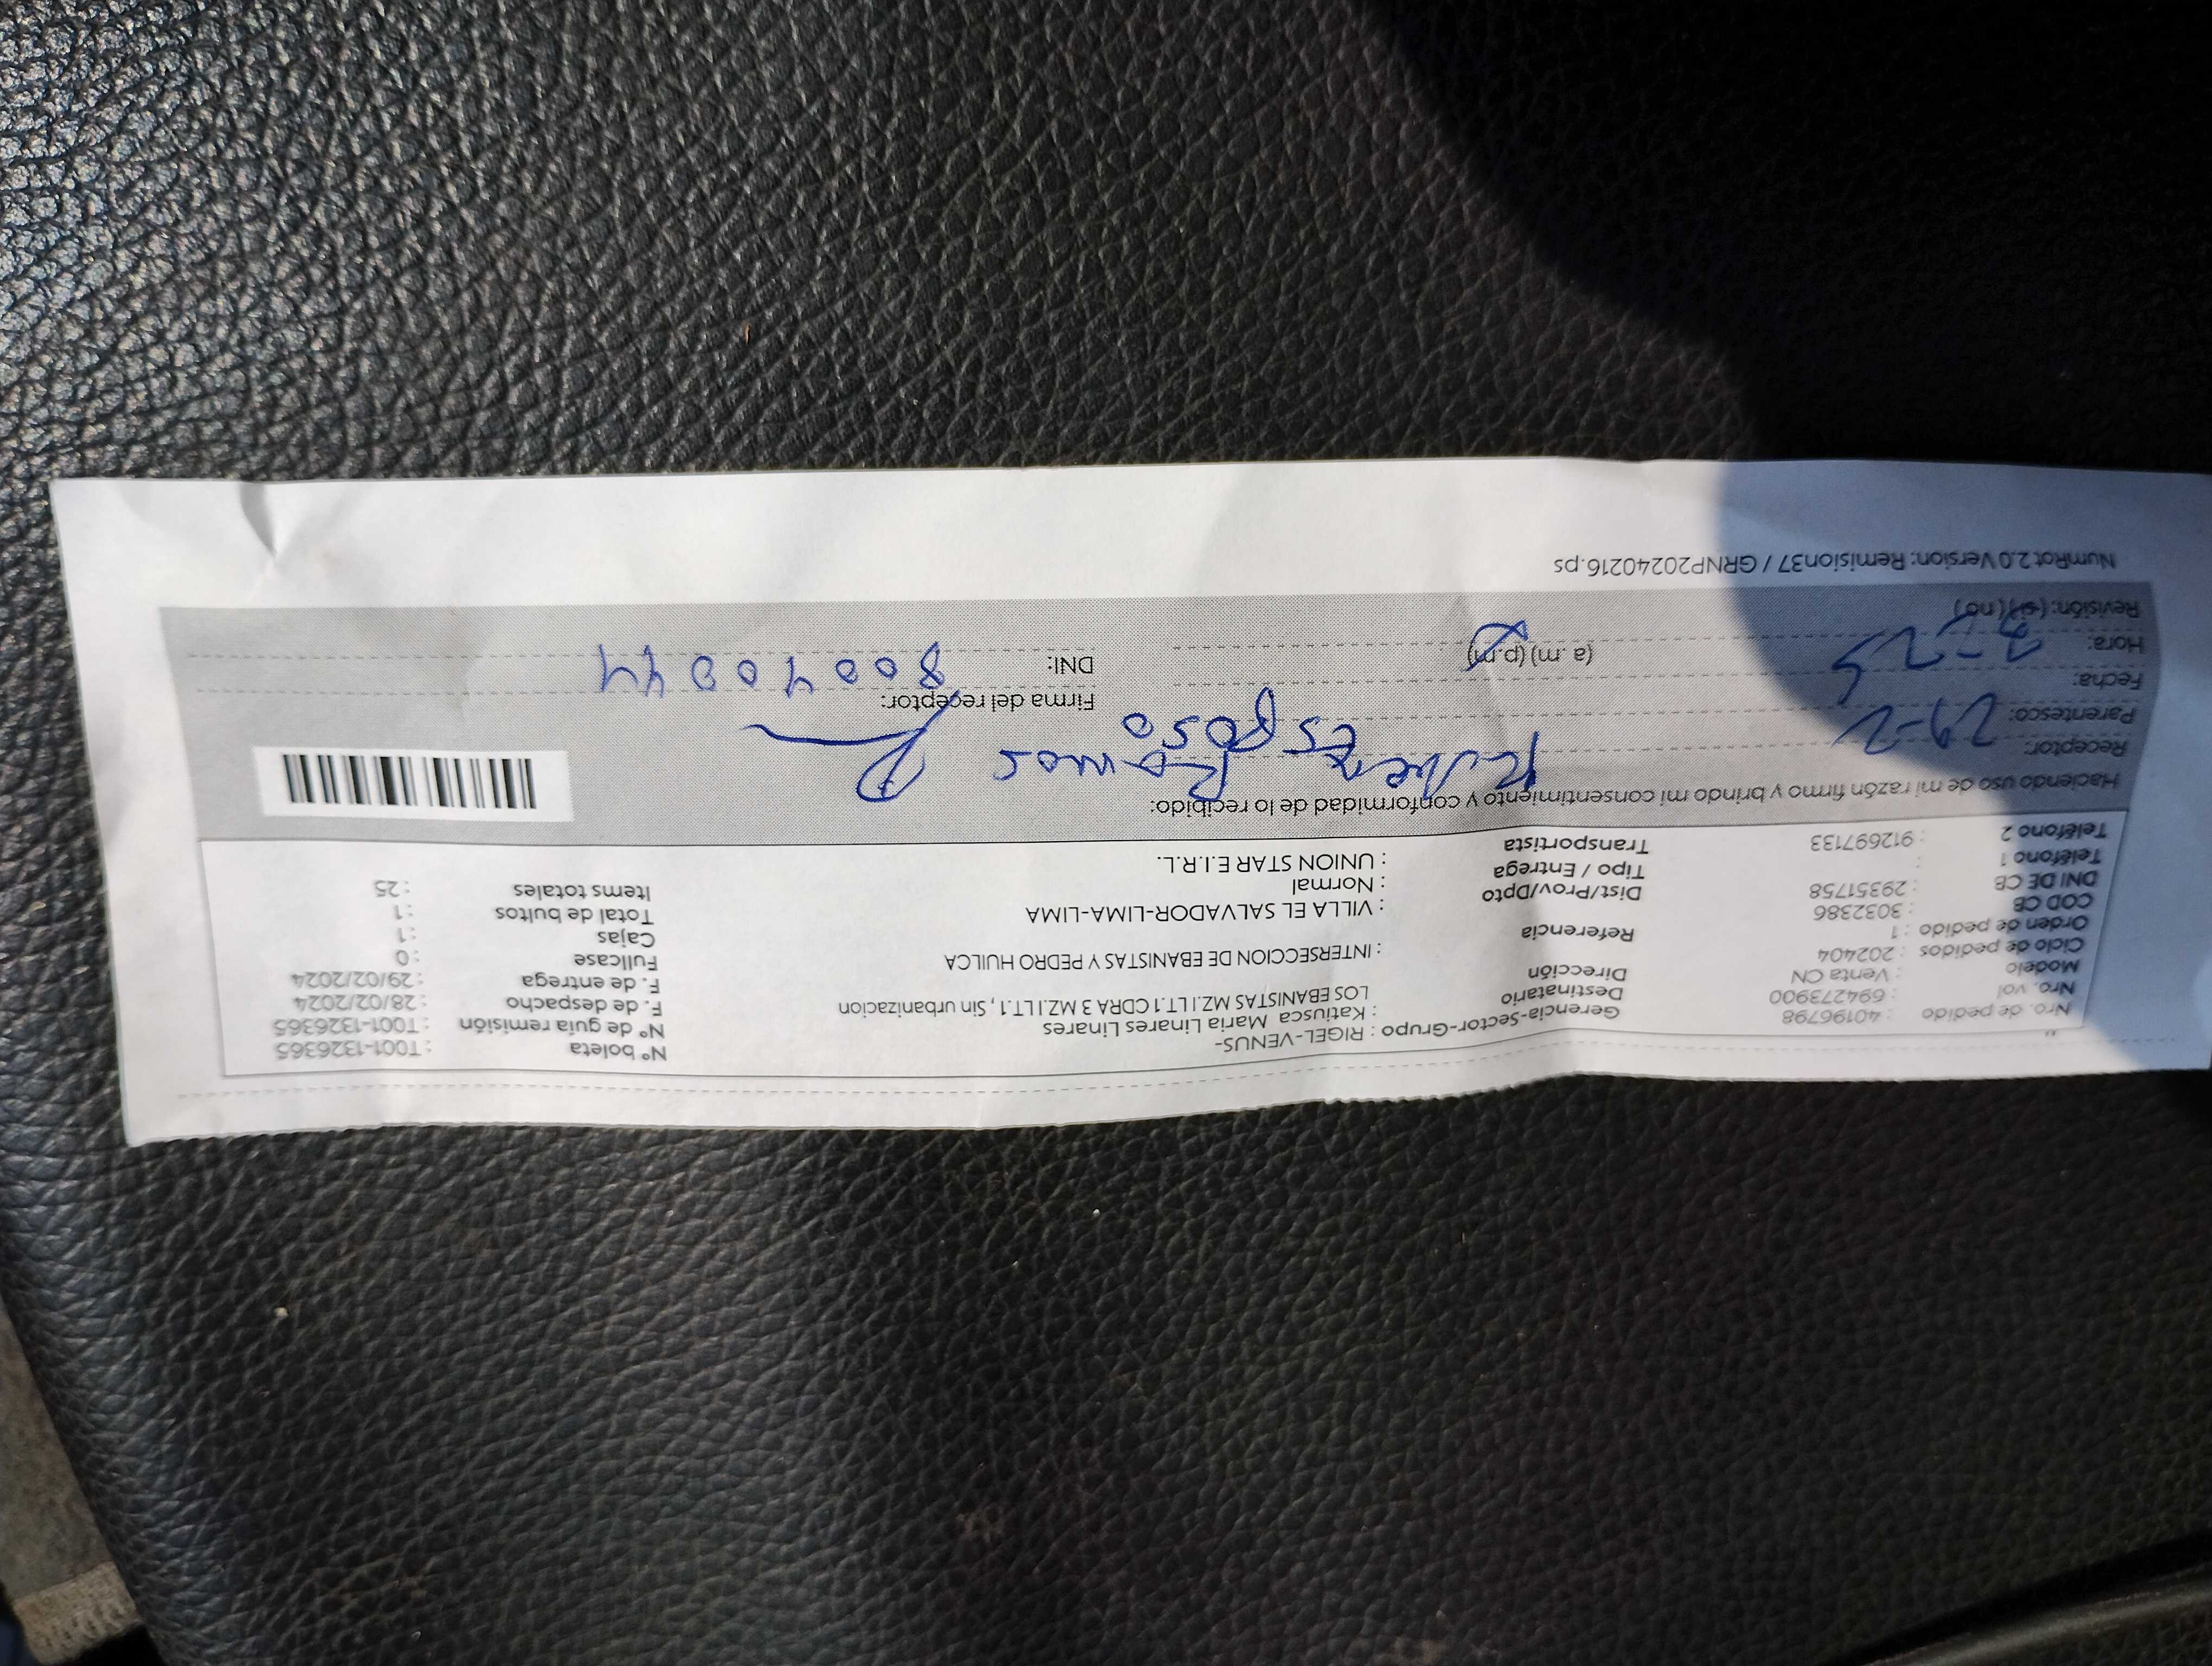 Nro. de pedido : 40196798
Nro. vol : 694273900
Modelo : Venta CN
Ciclo de pedidos : 202404
Orden de pedido : 1
COD CB : 3032386
DNI DE CB : 29351758
Teléfono 1 :
Teléfono 2 : 912697133
Gerencia-Sector-Grupo : RIGEL-VENUS-
Destinatario : Katiusca Maria Linares Linares
Dirección LOS EBANISTAS MZ.I LT.1 CDRA 3 MZ.I LT.1 , Sin urbanizacion
Referencia : INTERSECCION DE EBANISTAS Y PEDRO HUILCA
Dist/Prov/Dpto : VILLA EL SALVADOR-LIMA-LIMA
Tipo / Entrega : Normal
Transportista : UNION STAR E.I.R.L.
Nº boleta : T001-1326365
Nº de guía remisión : T001-1326365
F. de despacho : 28/02/2024
F. de entrega : 29/02/2024
Fullcase : 0
Cajas : 1
Total de bultos : 1
Items totales : 25
Haciendo uso de mi razón firmo y brindo mi consentimiento y conformidad de lo recibido:
Receptor: Ruben Ramos
Parentesco: Esposo
Fecha: 29-2
Hora: 2-25 (a.m) (p.m)
Revisión: (si) (no)
Firma del receptor:
DNI: 80040044
NumRot 2.0 Version: Remision37 / GRNP20240216.ps